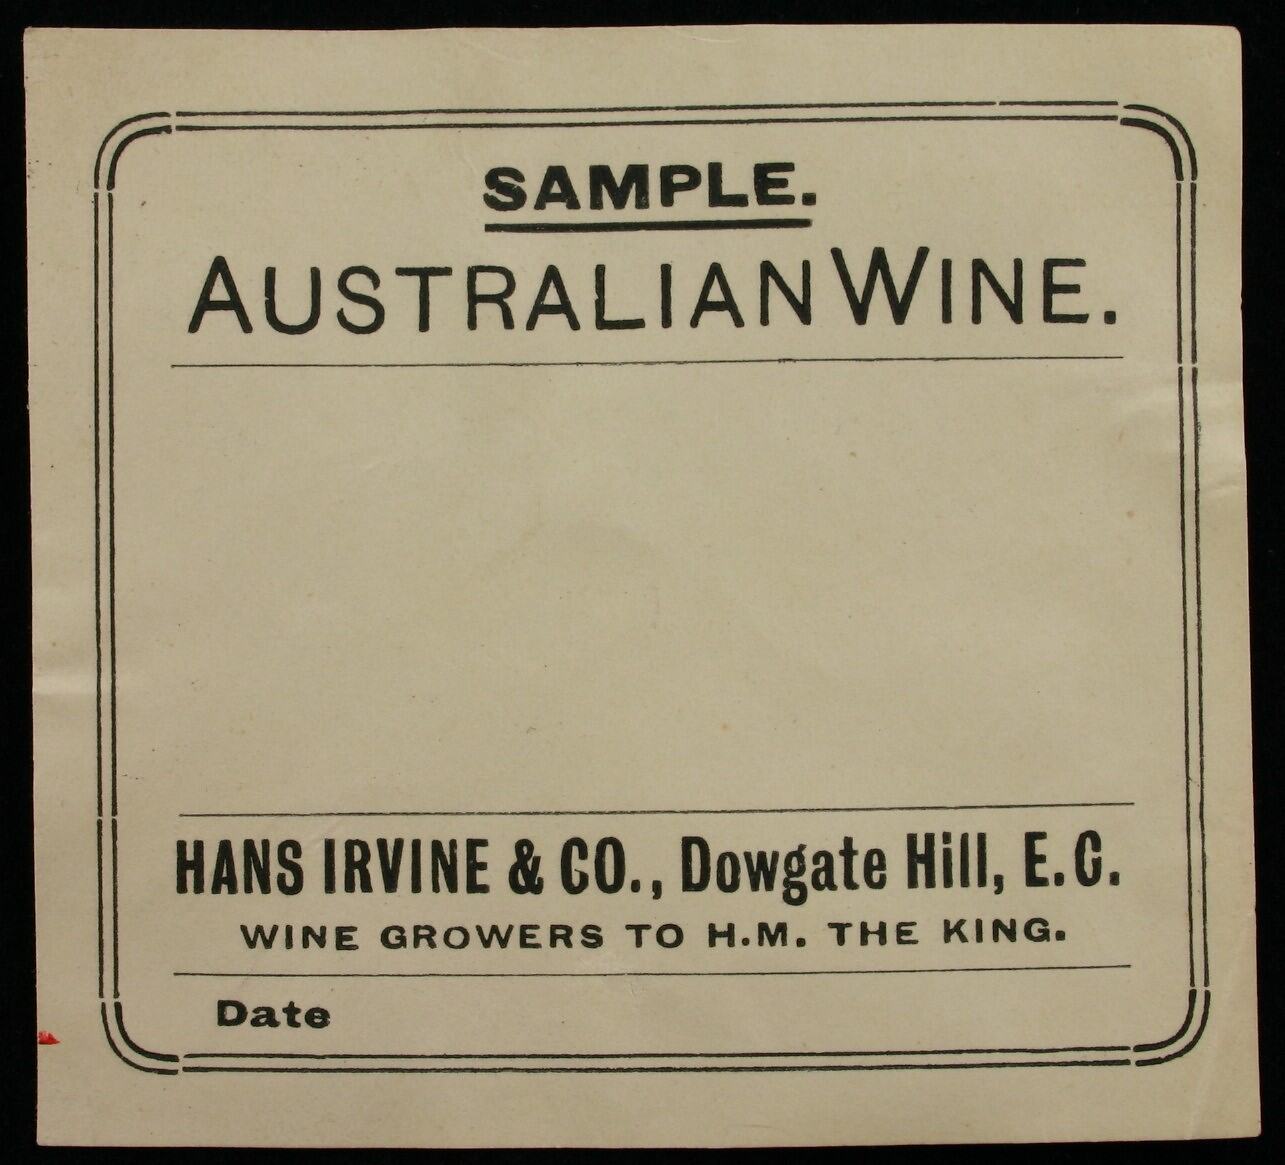 SAMPLE.
AUSTRALIAN WINE.
HANS IRVINE & CO., Dowgate Hill, E.C.
WINE GROWERS TO H.M. THE KING.
Date